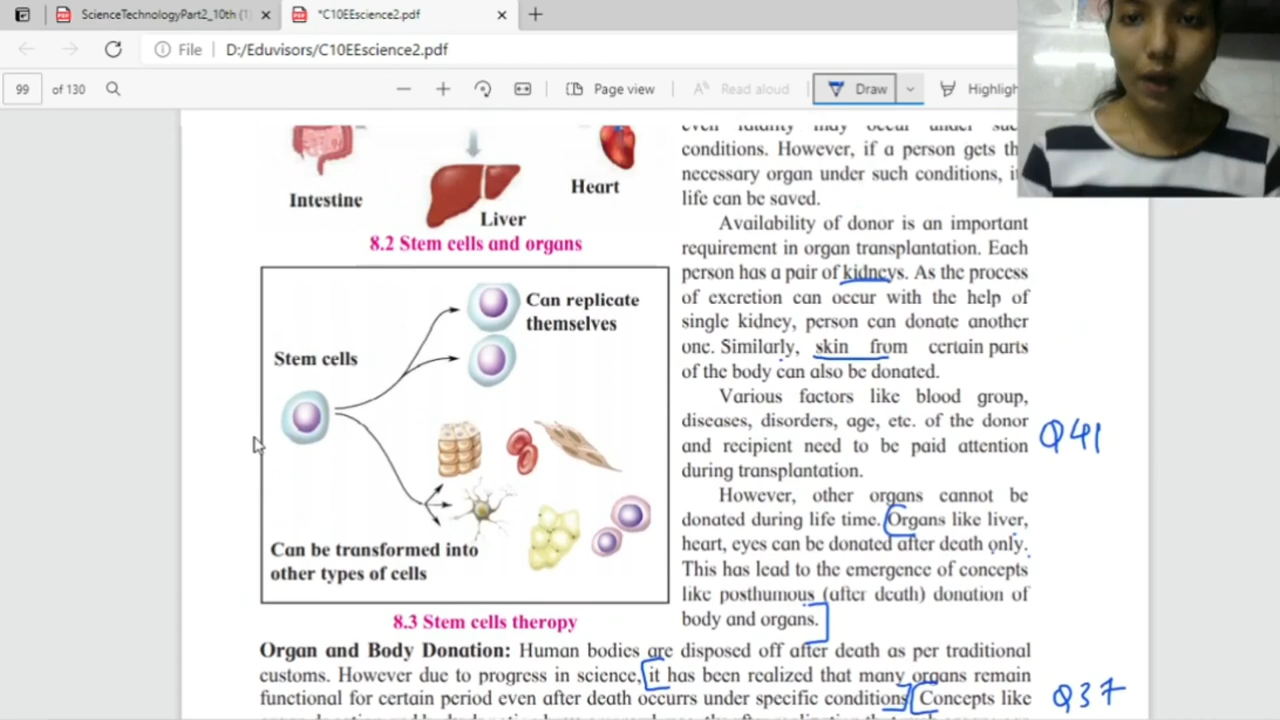 ScienceTechnologyPart2_10th (1
*C10EEscience2.pdf
File D:/Eduvisors/C10EEscience2.pdf
99 of 130
Page view
Read aloud
Draw
Highligh
Intestine
Liver
Heart
8.2 Stem cells and organs
Stem cells
Can replicate
themselves
Can be transformed into
other types of cells
8.3 Stem cells theropy
even fatality may occur under suc
conditions. However, if a person gets th
necessary organ under such conditions, i
life can be saved.
Availability of donor is an important
requirement in organ transplantation. Each
person has a pair of kidneys. As the process
of excretion can occur with the help of
single kidney, person can donate another
one. Similarly, skin from certain parts
of the body can also be donated.
Various factors like blood group,
diseases, disorders, age, etc. of the donor
and recipient need to be paid attention
during transplantation.
Q41
However, other organs cannot be
donated during life time. Organs like liver,
heart, eyes can be donated after death only.
This has lead to the emergence of concepts
like posthumous (after death) donation of
body and organs.
Organ and Body Donation: Human bodies are disposed off after death as per traditional
customs. However due to progress in science, it has been realized that many organs remain
functional for certain period even after death occurrs under specific conditions. Concepts like
Q37